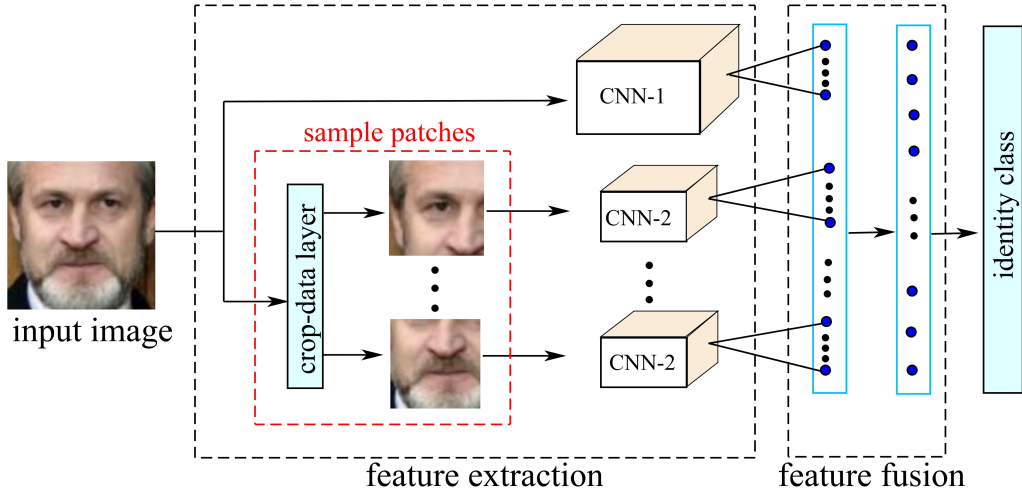 CNN-1
sample patches
crop-data layer
CNN-2
CNN-2
input image
identity class
feature extraction
feature fusion